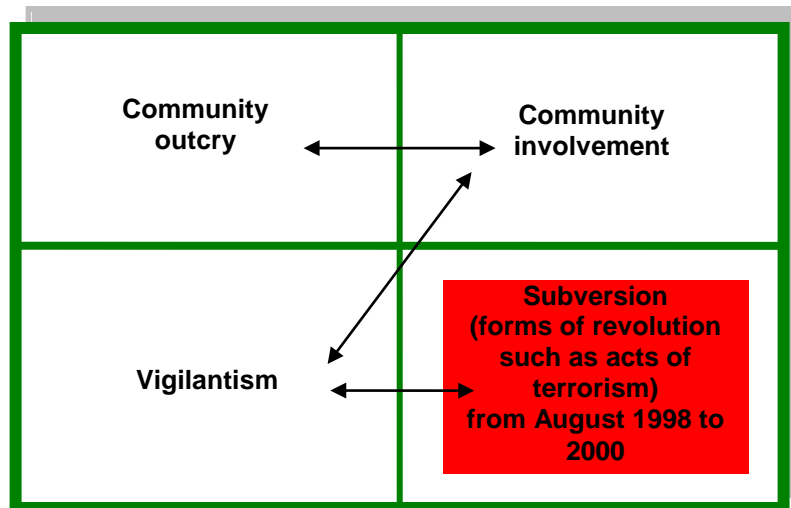 Community
outcry
Community
involvement
Vigilantism
Subversion
(forms of revolution
such as acts of
terrorism)
from August 1998 to
2000